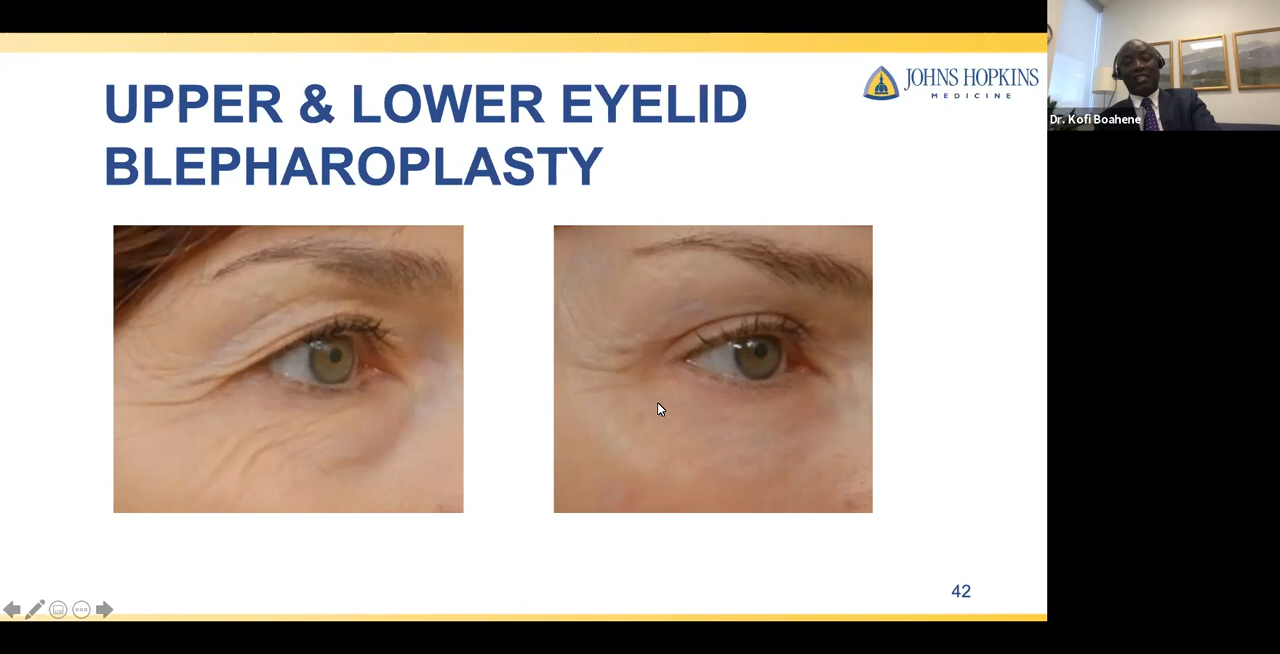 UPPER & LOWER EYELID
BLEPHAROPLASTY
JOHNS HOPKINS
MEDICINE
Dr. Kofi Boahene
42